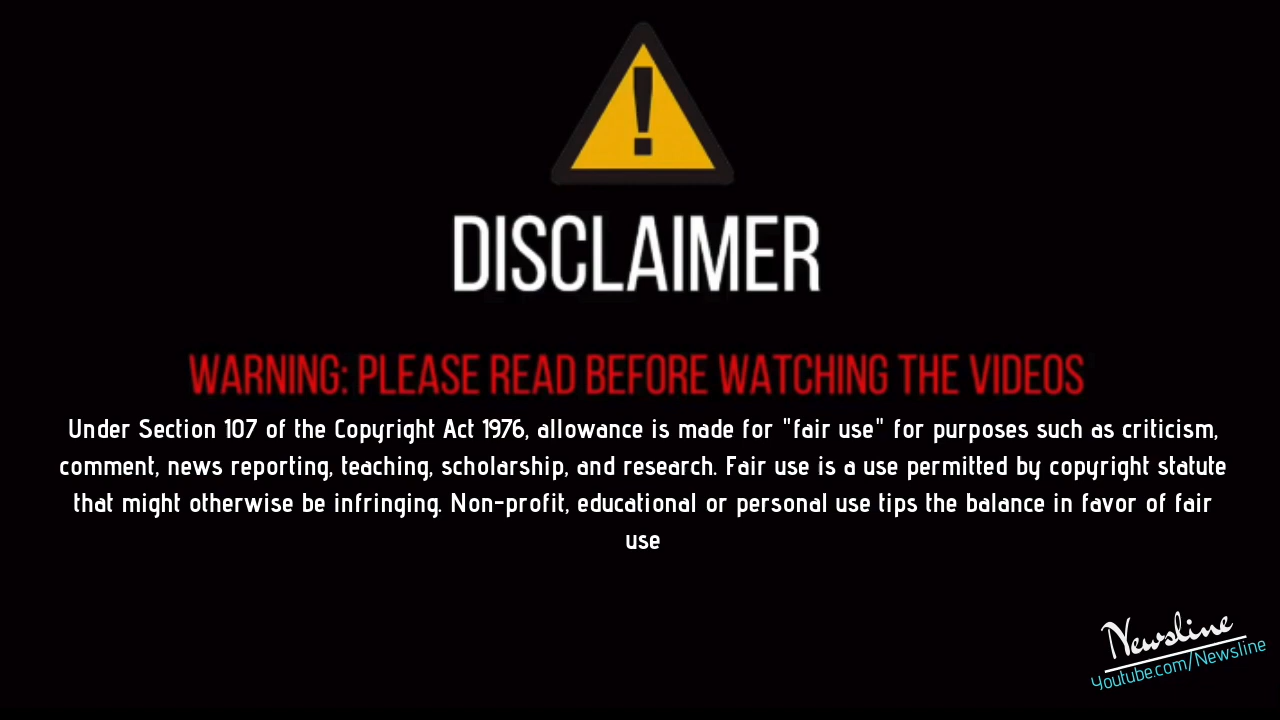 !
DISCLAIMER
WARNING: PLEASE READ BEFORE WATCHING THE VIDEOS
Under Section 107 of the Copyright Act 1976, allowance is made for "fair use" for purposes such as criticism,
comment, news reporting, teaching, scholarship, and research. Fair use is a use permitted by copyright statute
that might otherwise be infringing. Non-profit, educational or personal use tips the balance in favor of fair
use
Newsline
Youtube.com/Newsline